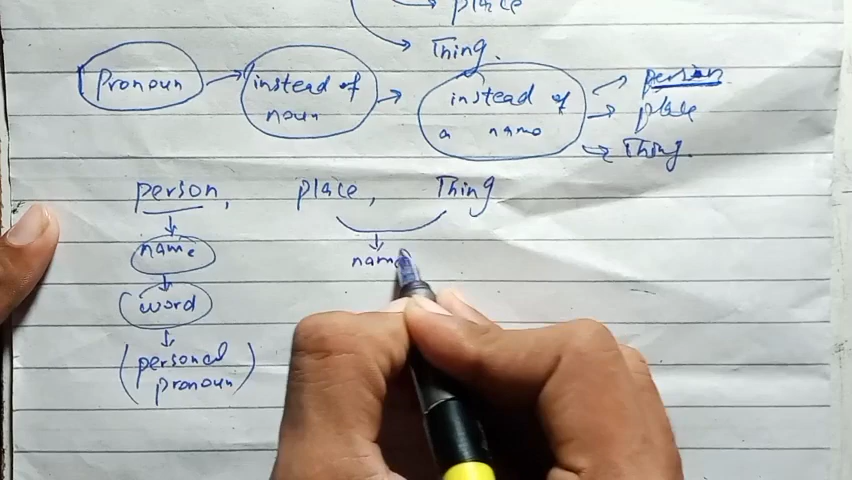 place
Thing.
Pronoun
instead of
noun
instead of
a name
person
place
Thing.
person, place, Thing
name
word
(personal
pronoun)
name